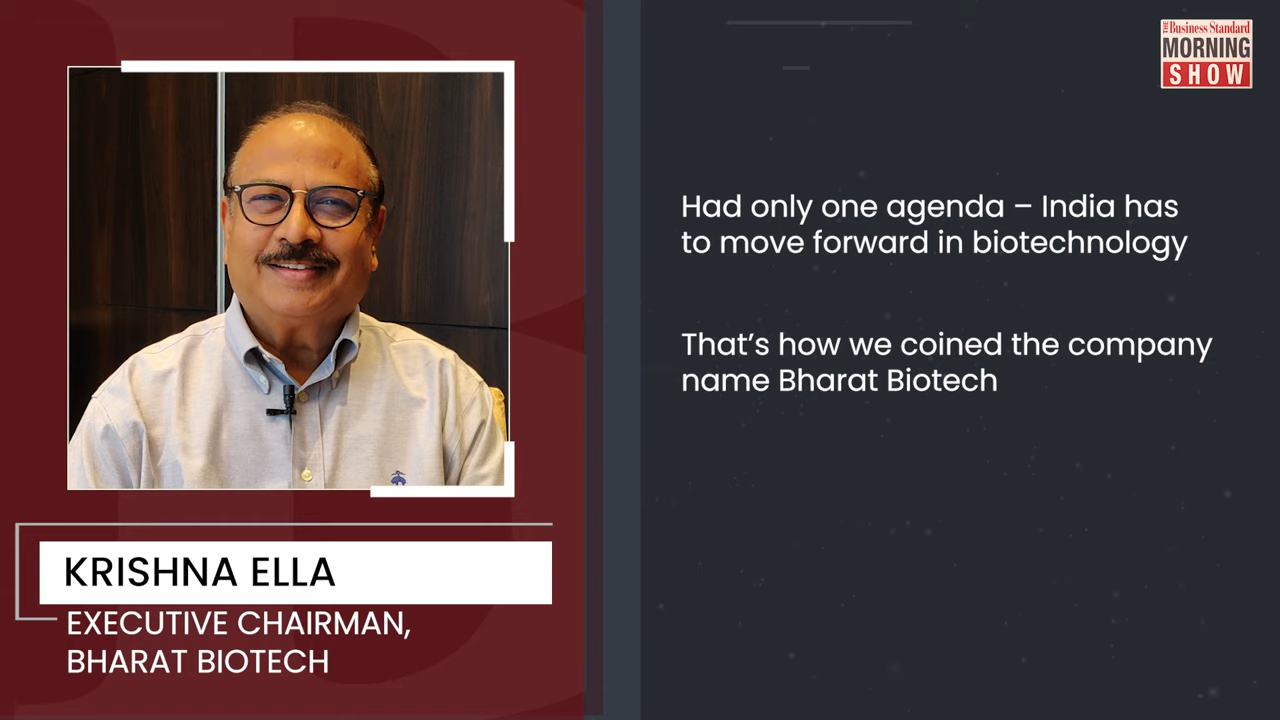 THE Business Standard
MORNING
SHOW
Had only one agenda – India has
to move forward in biotechnology
That’s how we coined the company
name Bharat Biotech
KRISHNA ELLA
EXECUTIVE CHAIRMAN,
BHARAT BIOTECH